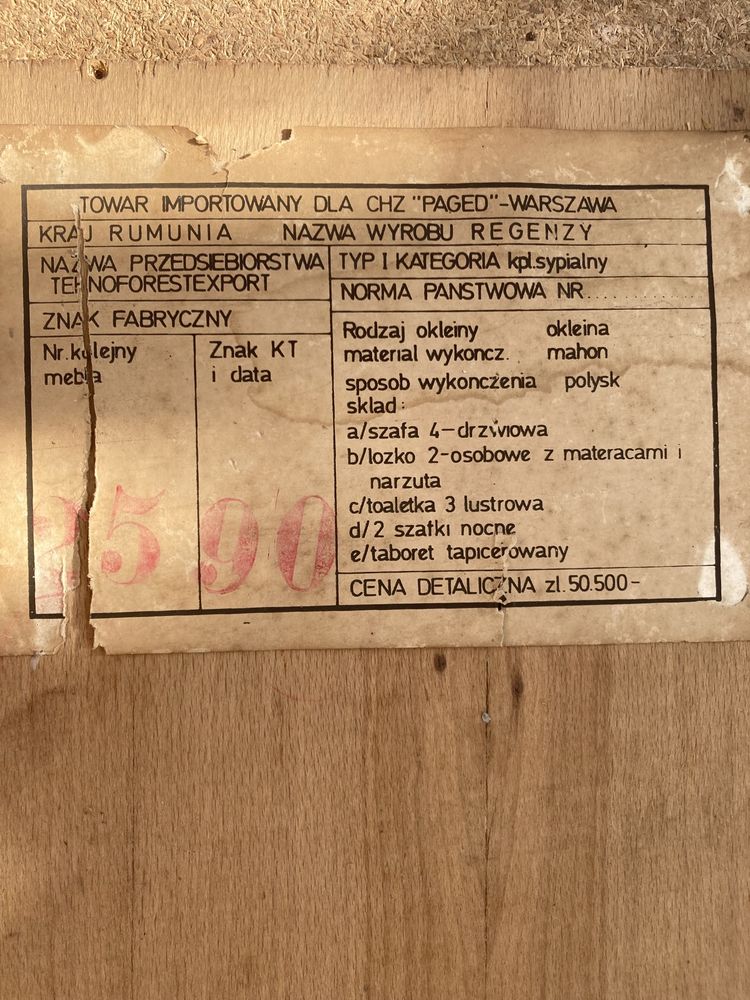 TOWAR IMPORTOWANY DLA CHZ "PAGED"-WARSZAWA
KRAJ RUMUNIA NAZWA WYROBU REGENZY
NAZWA PRZEDSIEBIORSTWA
TEHNOFORESTEXPORT
TYP I KATEGORIA kpl.sypialny
NORMA PANSTWOWA NR..............
ZNAK FABRYCZNY
Nr.kolejny
mebla
Znak KT
i data
2590
Rodzaj okleiny okleina
material wykoncz. mahon
sposob wykonczenia polysk
sklad:
a/szafa 4-drzwiowa
b/lozko 2-osobowe z materacami i
narzuta
c/toaletka 3 lustrowa
d/2 szafki nocne
e/taboret tapicerowany
CENA DETALICZNA zl.50.500-